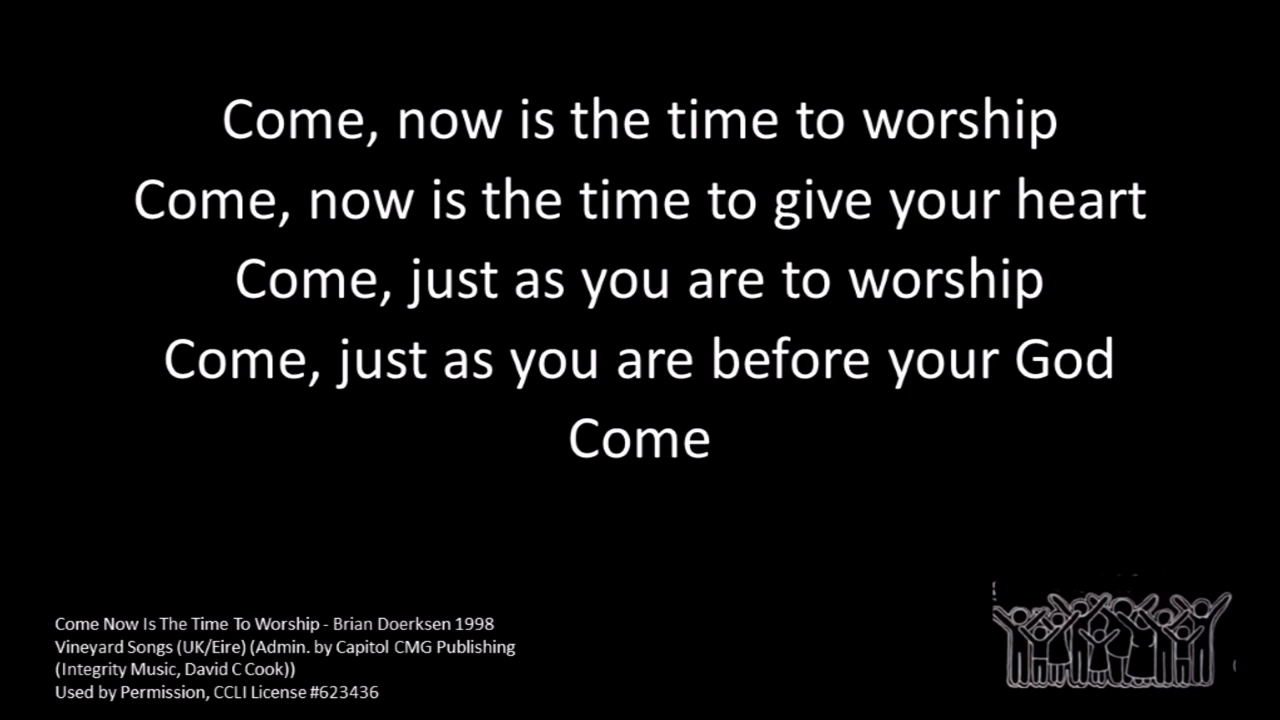 Come, now is the time to worship
Come, now is the time to give your heart
Come, just as you are to worship
Come, just as you are before your God
Come
Come Now Is The Time To Worship - Brian Doerksen 1998
Vineyard Songs (UK/Eire) (Admin. by Capitol CMG Publishing
(Integrity Music, David C Cook))
Used by Permission, CCLI License #623436